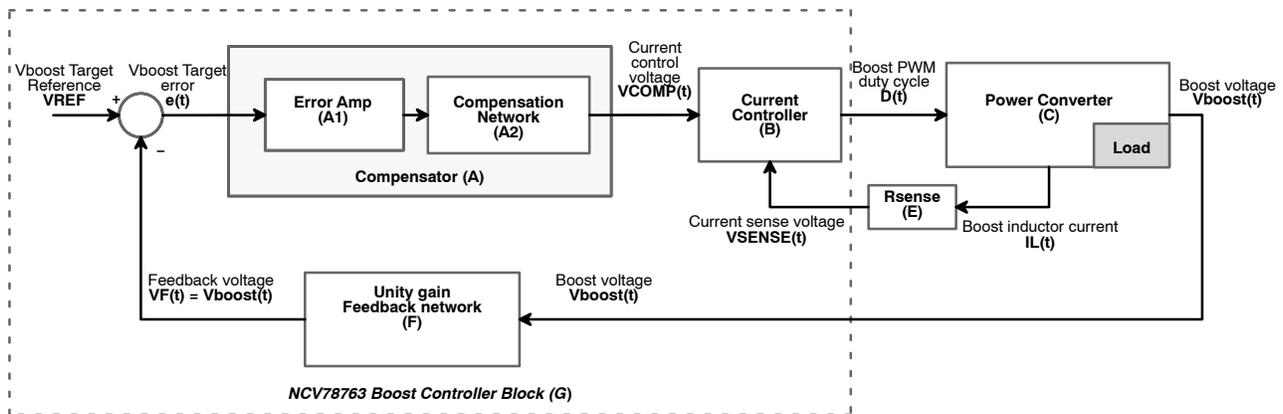 Vboost Target
Reference
VREF
+
−
Vboost Target
error
e(t)
Error Amp
(A1)
Compensation
Network
(A2)
Compensator (A)
Current
control
voltage
VCOMP(t)
Current
Controller
(B)
Boost PWM
duty cycle
D(t)
Power Converter
(C)
Load
Boost voltage
Vboost(t)
Rsense
(E)
Current sense voltage
VSENSE(t)
Boost inductor current
IL(t)
Feedback voltage
VF(t) = Vboost(t)
Unity gain
Feedback network
(F)
Boost voltage
Vboost(t)
NCV78763 Boost Controller Block (G)